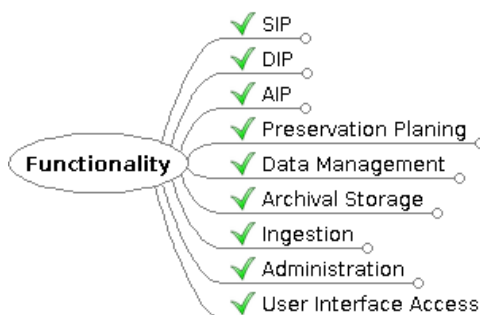 SIP
DIP
AIP
Preservation Planing
Functionality
Data Management
Archival Storage
Ingestion
Administration
User Interface Access